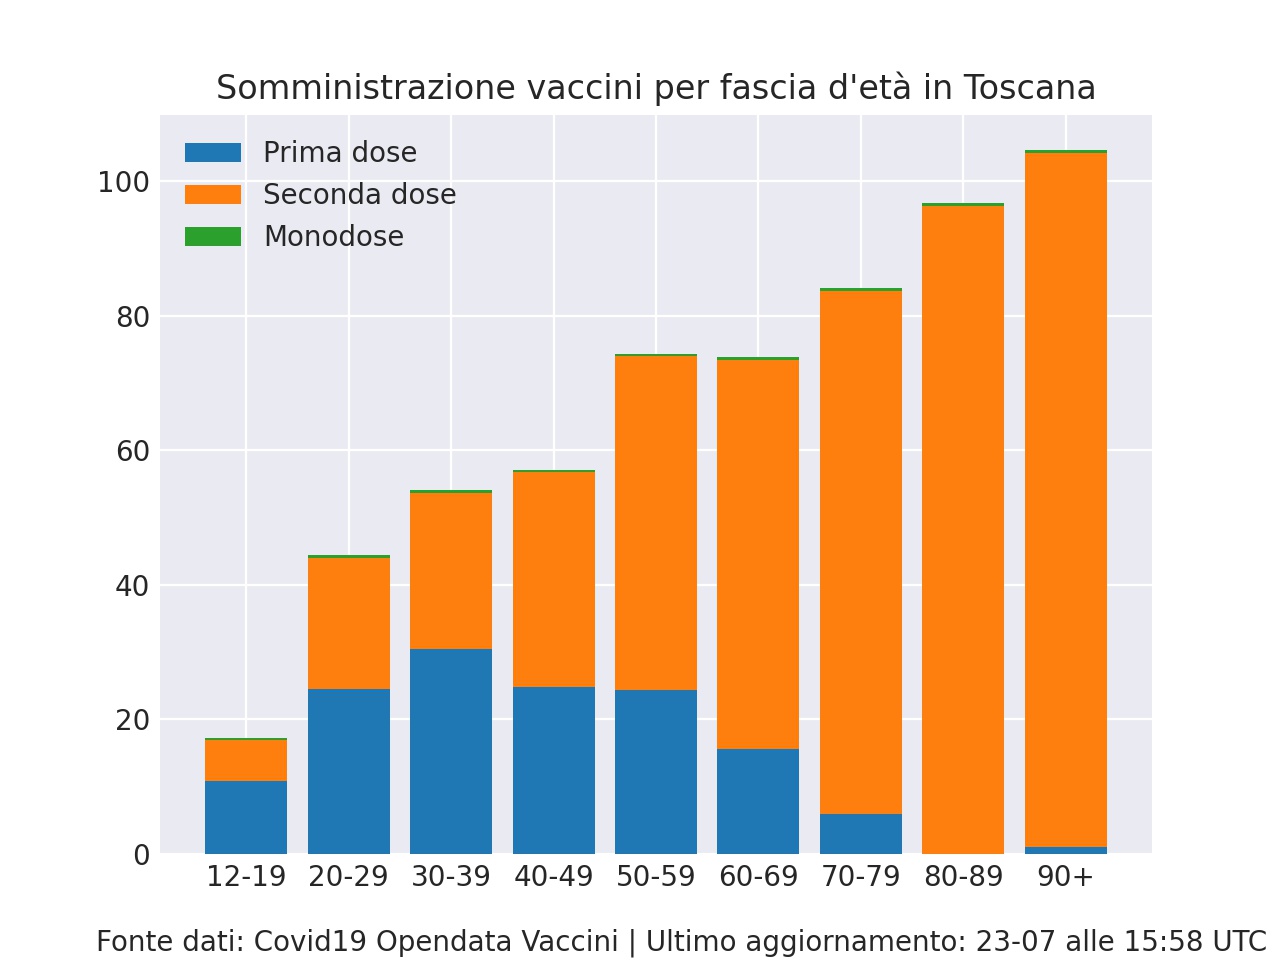 Somministrazione vaccini per fascia d'età in Toscana
Prima dose
Seconda dose
Monodose
100
80
60
40
20
0
12-19 20-29 30-39 40-49 50-59 60-69 70-79 80-89 90+
Fonte dati: Covid19 Opendata Vaccini | Ultimo aggiornamento: 23-07 alle 15:58 UTC